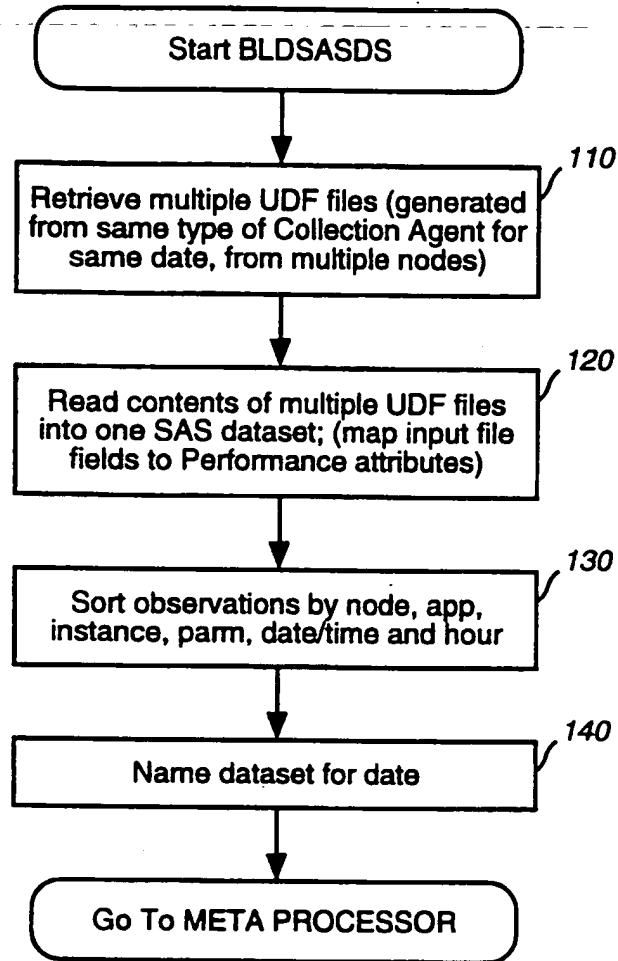 Start BLDSASDS
110
Retrieve multiple UDF files (generated
from same type of Collection Agent for
same date, from multiple nodes)
120
Read contents of multiple UDF files
into one SAS dataset; (map input file
fields to Performance attributes)
130
Sort observations by node, app,
instance, parm, date/time and hour
140
Name dataset for date
Go To META PROCESSOR